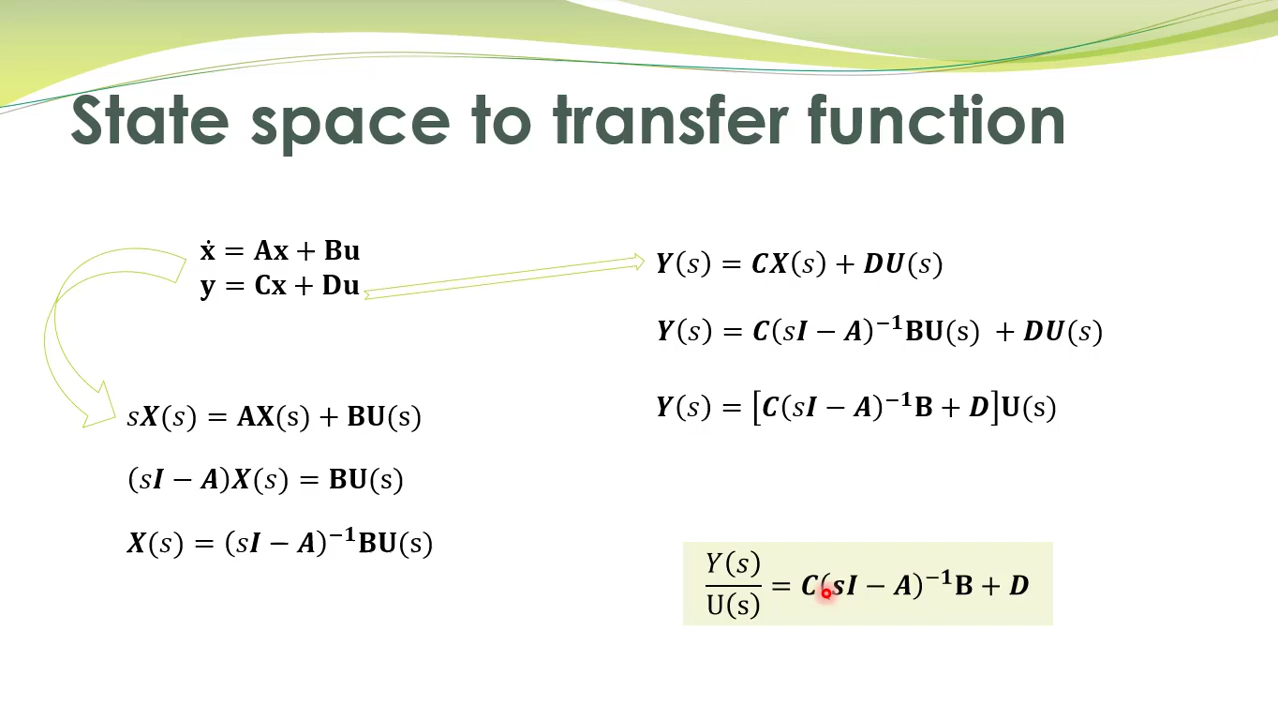 State space to transfer function
ẋ = Ax + Bu
y = Cx + Du
sX(s) = AX(s) + BU(s)
(sI − A)X(s) = BU(s)
X(s) = (sI − A)⁻¹BU(s)
Y(s) = CX(s) + DU(s)
Y(s) = C(sI − A)⁻¹BU(s) + DU(s)
Y(s) = [C(sI − A)⁻¹B + D]U(s)
Y(s)/U(s) = C(sI − A)⁻¹B + D